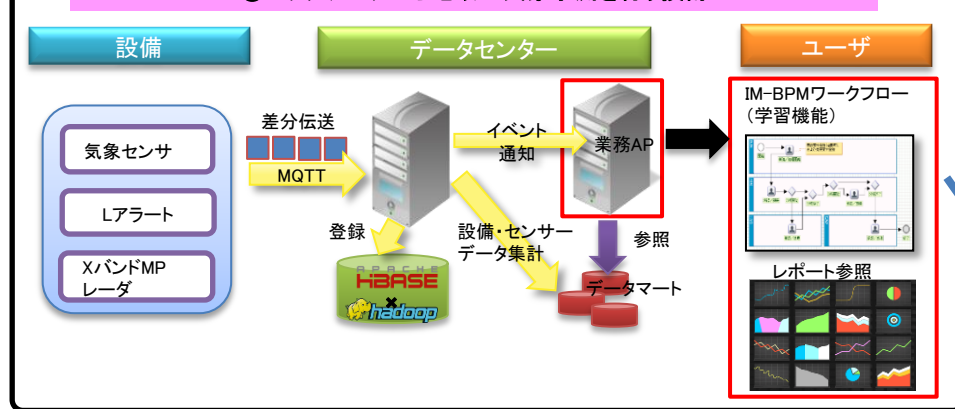 設備
データセンター
ユーザ
気象センサ
Lアラート
XバンドMP
レーダ
差分伝送
MQTT
イベント
通知
業務AP
登録
設備・センサー
データ集計
参照
APACHE
HBASE
×
hadoop
データマート
IM-BPMワークフロー
(学習機能)
レポート参照